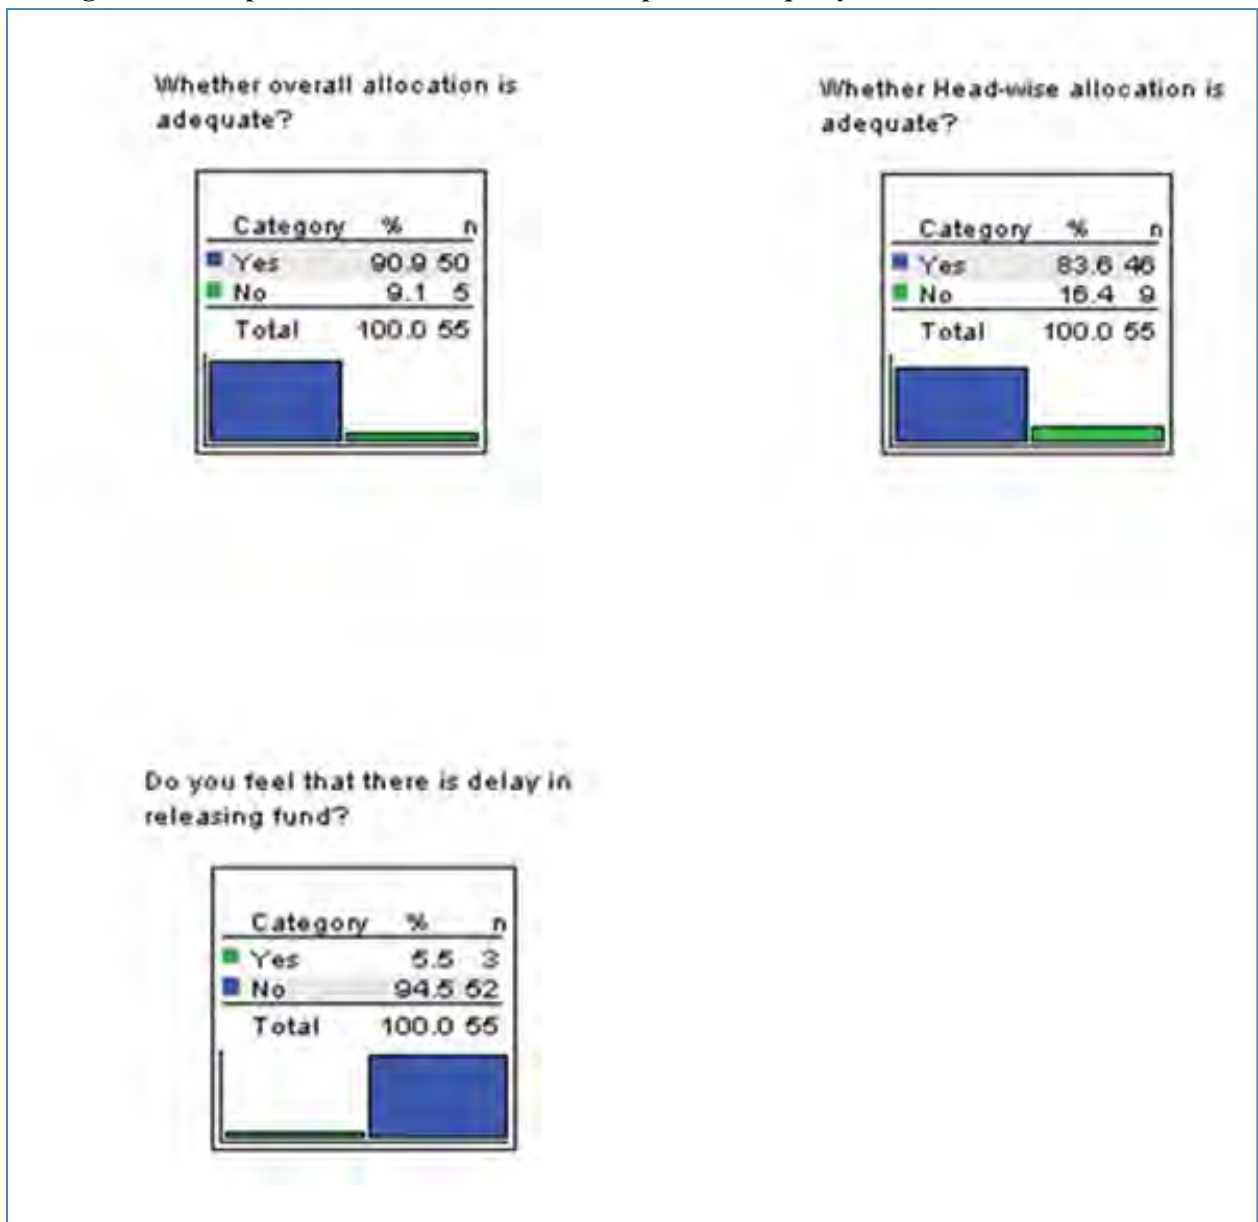 Whether overall allocation is
adequate?
Category % n
Yes 90.9 50
No 9.1 5
Total 100.0 55
Whether Head-wise allocation is
adequate?
Category % n
Yes 83.6 46
No 16.4 9
Total 100.0 55
Do you feel that there is delay in
releasing fund?
Category % n
Yes 5.5 3
No 94.5 52
Total 100.0 55